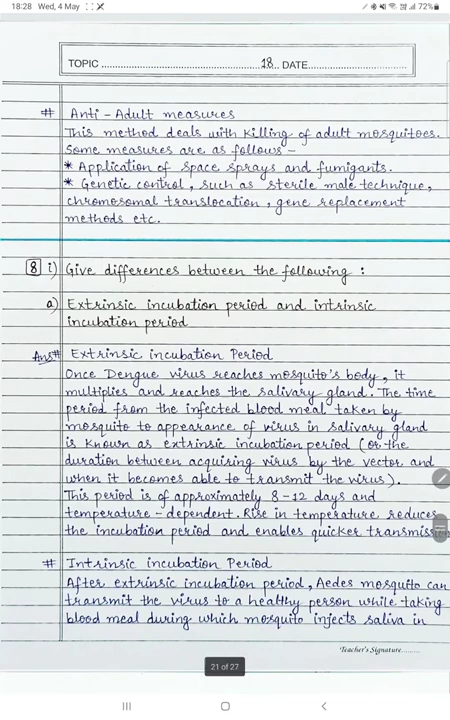 18:28 Wed, 4 May
72%
TOPIC ............ 18.. DATE............
# Anti - Adult measures
This method deals with killing of adult mosquitoes.
Some measures are as follows -
* Application of space sprays and fumigants.
* Genetic control, such as sterile male technique,
chromosomal translocation, gene replacement
methods etc.
8 i) Give differences between the following :
a) Extrinsic incubation period and intrinsic
incubation period
Ans # Extrinsic incubation Period
Once Dengue virus reaches mosquito's body, it
multiplies and reaches the salivary gland. The time
period from the infected blood meal taken by
mosquito to appearance of virus in salivary gland
is known as extrinsic incubation period (or the
duration between acquiring virus by the vector and
when it becomes able to transmit the virus).
This period is of approximately 8-12 days and
temperature - dependent. Rise in temperature reduces
the incubation period and enables quicker
# Intrinsic incubation Period
After extrinsic incubation period, Aedes mosquito can
transmit the virus to a healthy person while taking
blood meal during which mosquito injects saliva in
Teacher's Signature.........
21 of 27